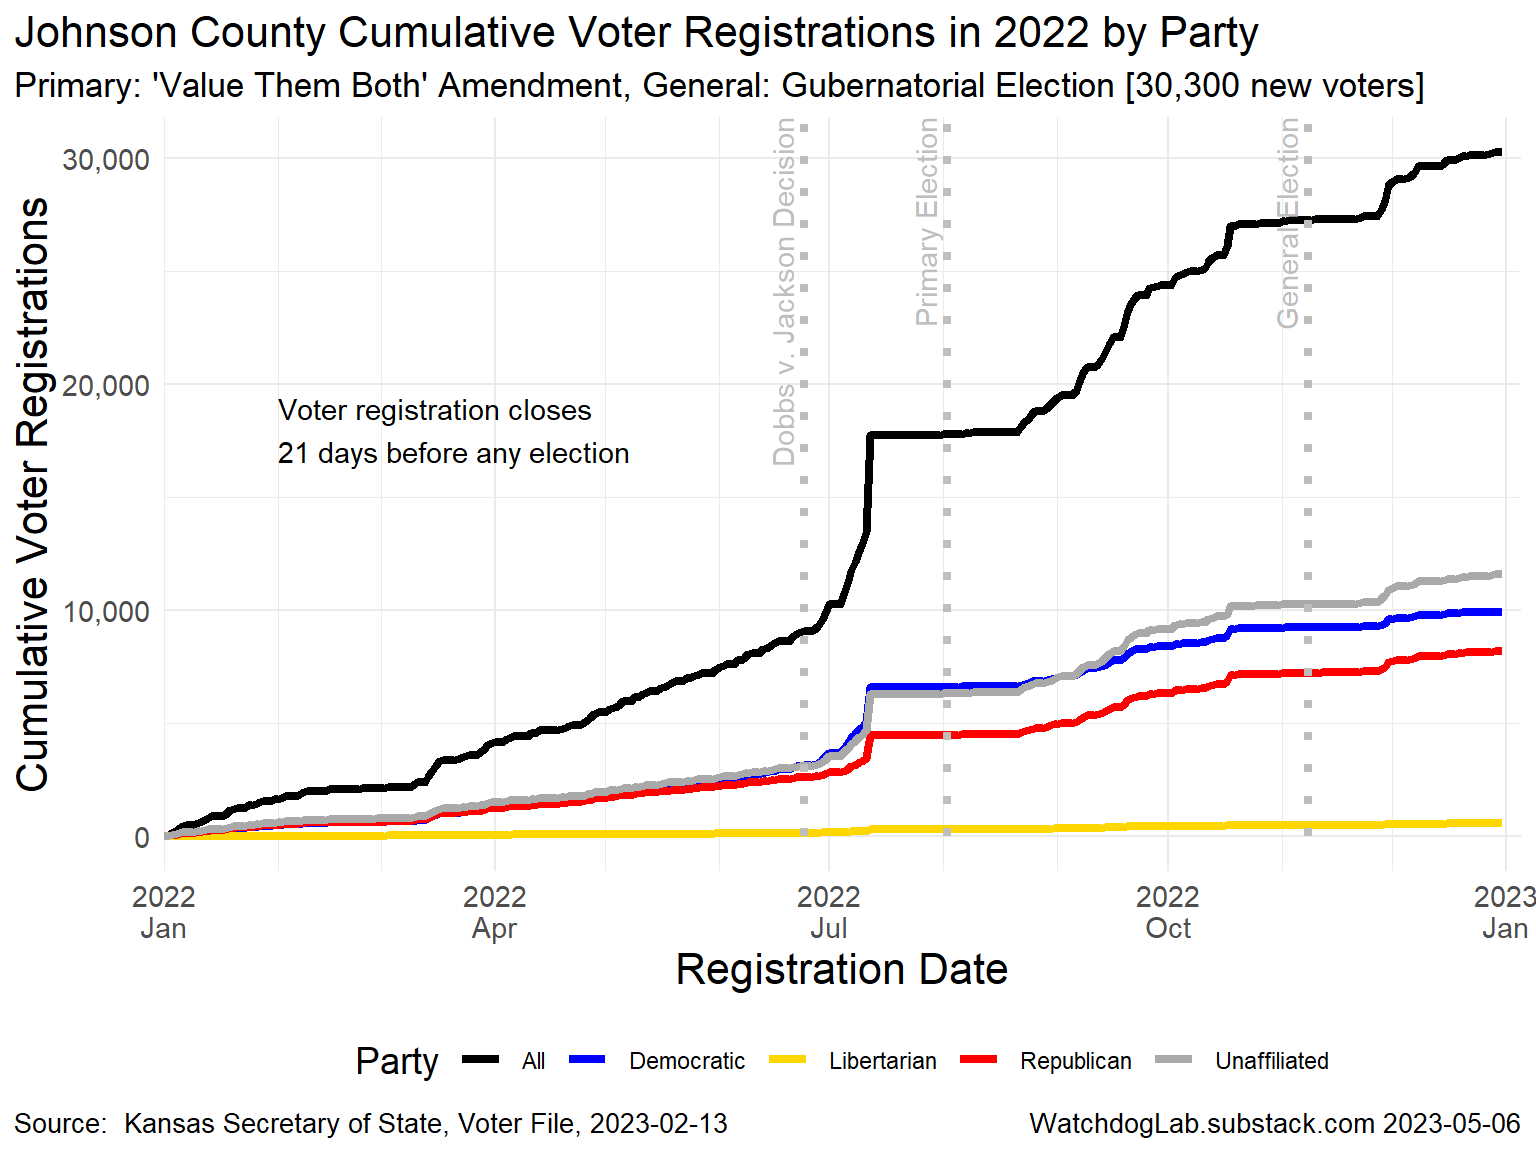 Johnson County Cumulative Voter Registrations in 2022 by Party
Primary: 'Value Them Both' Amendment, General: Gubernatorial Election [30,300 new voters]
Cumulative Voter Registrations
30,000
20,000
10,000
0
Dobbs v. Jackson Decision
Primary Election
General Election
Voter registration closes
21 days before any election
2022
Jan
2022
Apr
2022
Jul
2022
Oct
2023
Jan
Registration Date
Party All Democratic Libertarian Republican Unaffiliated
Source:  Kansas Secretary of State, Voter File, 2023-02-13
WatchdogLab.substack.com 2023-05-06